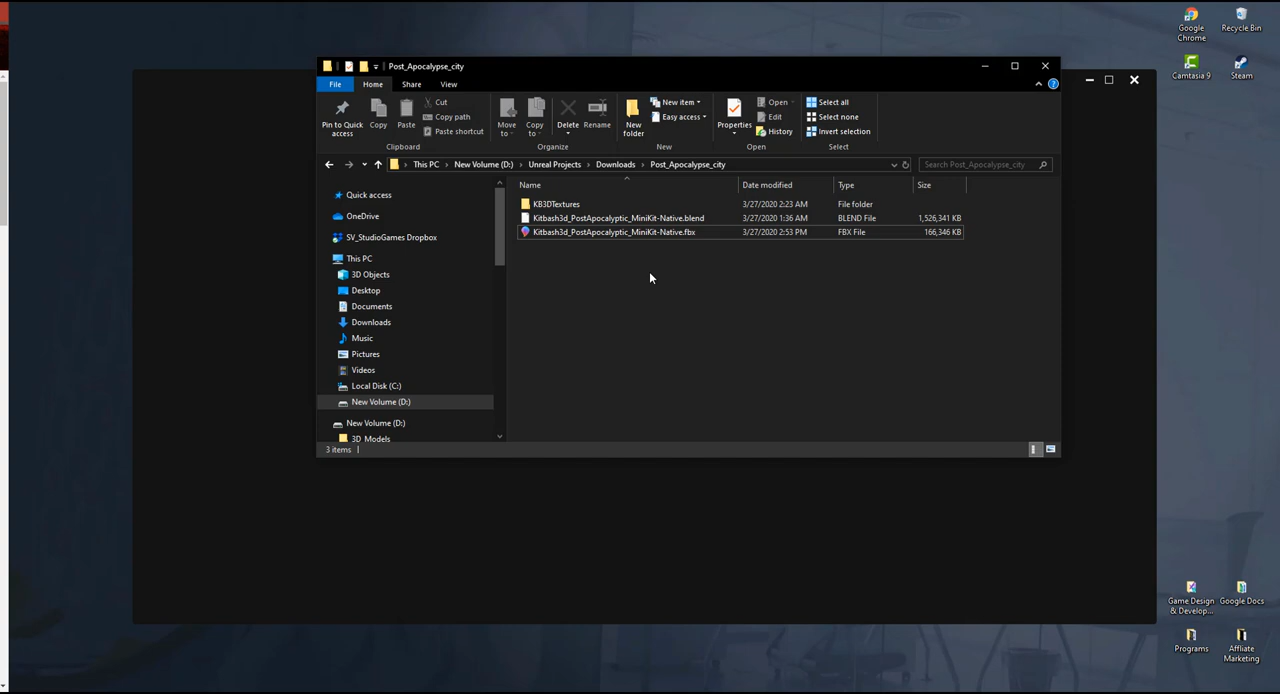 Google
Chrome
Recycle Bin
Camtasia 9
Steam
Post_Apocalypse_city
File
Home
Share
View
Pin to Quick
access
Copy
Paste
Cut
Copy path
Paste shortcut
Clipboard
Move
to
Copy
to
Delete
Rename
Organize
New
folder
New item
Easy access
New
Properties
Open
Edit
History
Open
Select all
Select none
Invert selection
Select
This PC > New Volume (D:) > Unreal Projects > Downloads > Post_Apocalypse_city
Search Post_Apocalypse_city
Name Date modified Type Size
KB3DTextures 3/27/2020 2:23 AM File folder
Kitbash3d_PostApocalyptic_MiniKit-Native.blend 3/27/2020 1:36 AM BLEND File 1,526,341 KB
Kitbash3d_PostApocalyptic_MiniKit-Native.fbx 3/27/2020 2:53 PM FBX File 166,346 KB
Quick access
OneDrive
SV_StudioGames Dropbox
This PC
3D Objects
Desktop
Documents
Downloads
Music
Pictures
Videos
Local Disk (C:)
New Volume (D:)
New Volume (D:)
3D_Models
3 items
Game Design
& Develop...
Google Docs
Programs
Affliate
Marketing